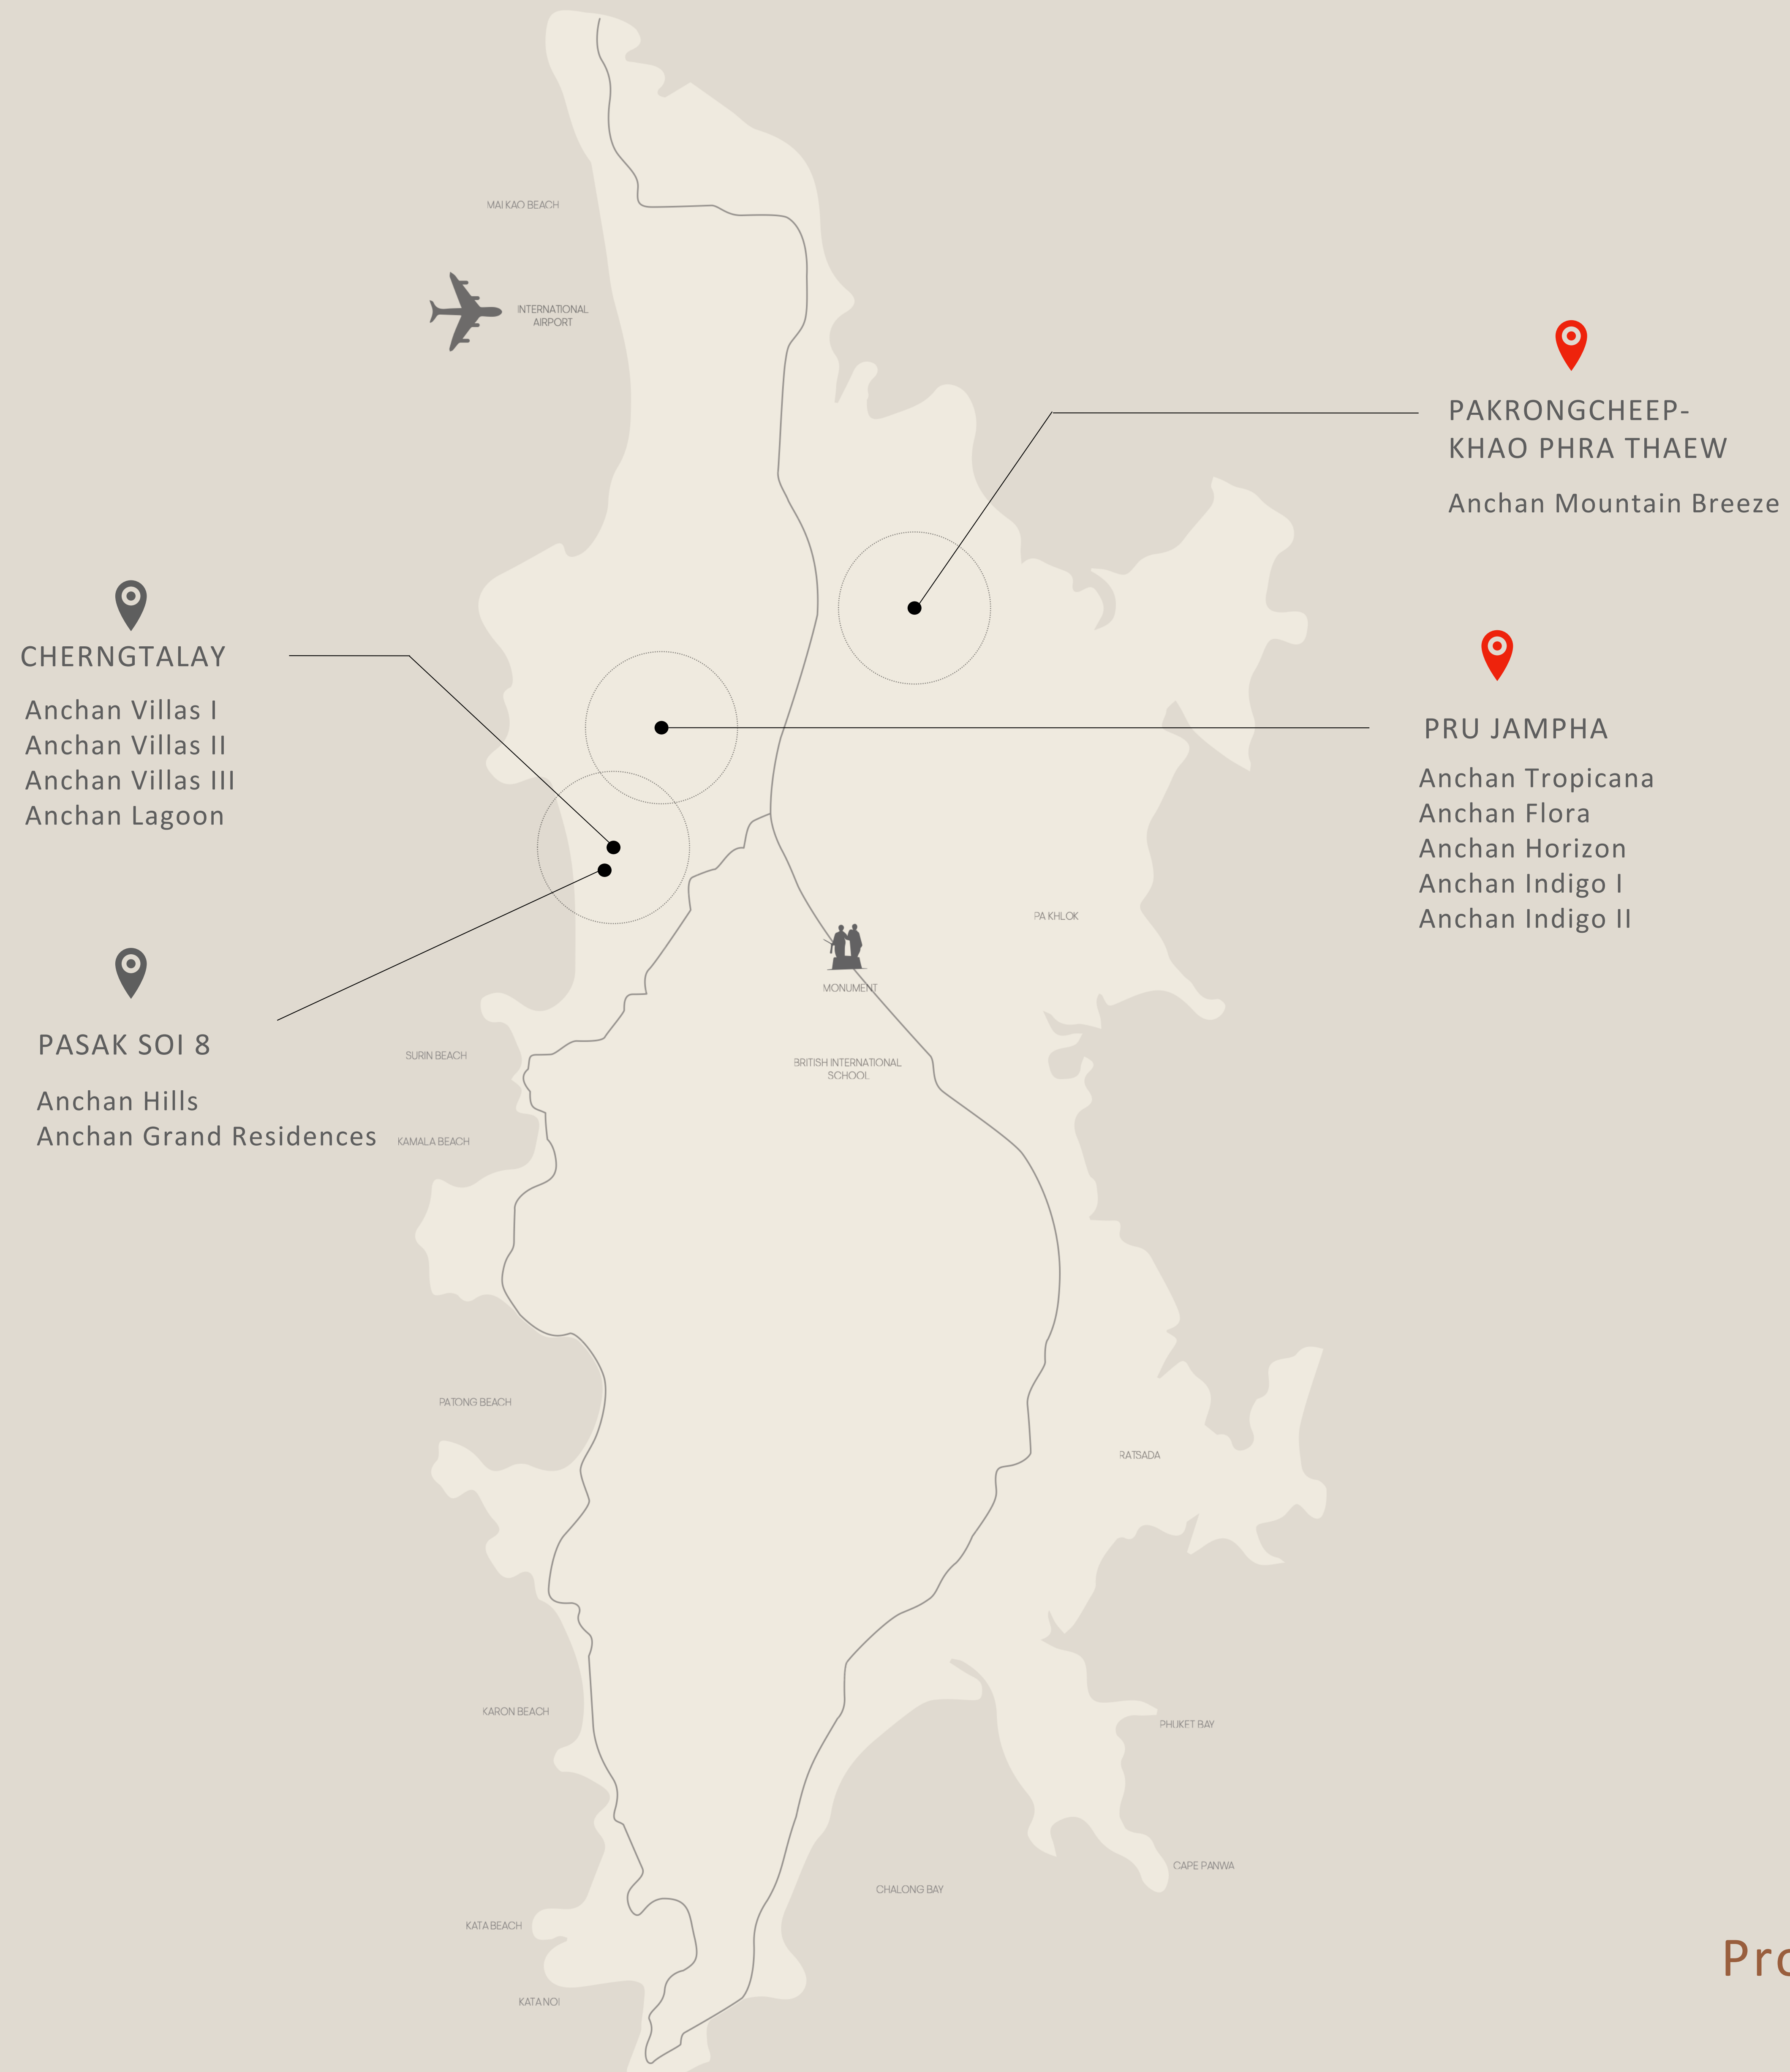 MAI KAO BEACH
INTERNATIONAL
AIRPORT
PAKRONGCHEEP-
KHAO PHRA THAEW
Anchan Mountain Breeze
CHERNGTALAY
Anchan Villas I
Anchan Villas II
Anchan Villas III
Anchan Lagoon
PRU JAMPHA
Anchan Tropicana
Anchan Flora
Anchan Horizon
Anchan Indigo I
Anchan Indigo II
PA KHLOK
MONUMENT
PASAK SOI 8
Anchan Hills
Anchan Grand Residences
SURIN BEACH
BRITISH INTERNATIONAL
SCHOOL
KAMALA BEACH
PATONG BEACH
RATSADA
KARON BEACH
PHUKET BAY
CAPE PANWA
CHALONG BAY
KATA BEACH
KATA NOI